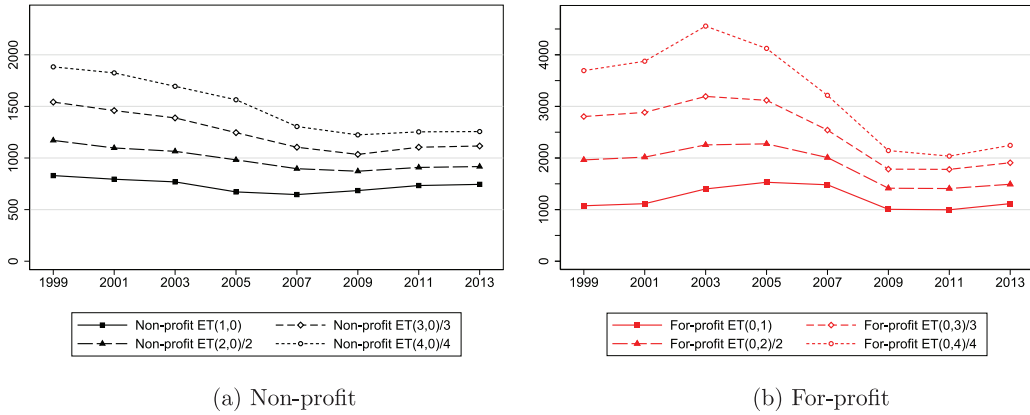 2000
1500
1000
500
0
1999 2001 2003 2005 2007 2009 2011 2013
Non-profit ET(1,0) Non-profit ET(3,0)/3
Non-profit ET(2,0)/2 Non-profit ET(4,0)/4
(a) Non-profit
4000
3000
2000
1000
0
1999 2001 2003 2005 2007 2009 2011 2013
For-profit ET(0,1) For-profit ET(0,3)/3
For-profit ET(0,2)/2 For-profit ET(0,4)/4
(b) For-profit